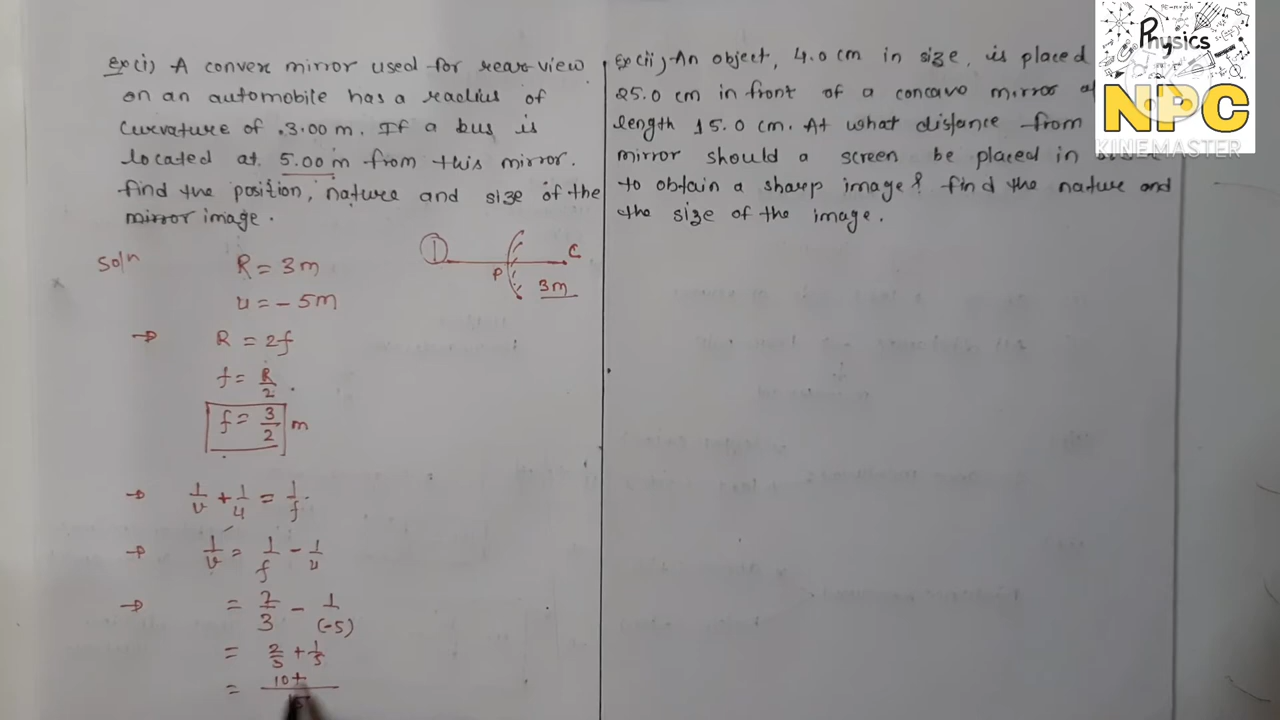 Ex(i) A convex mirror used for rear view
on an automobile has a radius of
curvature of 3.00 m. If a bus is
located at 5.00 m from this mirror.
find the position, nature and size of the
mirror image.
Soln R = 3m
u = - 5m
→ R = 2f
f = R/2
f = 3/2 m
→ 1/v + 1/u = 1/f
→ 1/v = 1/f - 1/u
→ = 2/3 - 1/(-5)
= 2/3 + 1/5
= 10+
P C
3m
Ex(ii) An object, 4.0 cm in size, is placed
25.0 cm in front of a concave mirror
length 15.0 cm. At what distance from
mirror should a screen be placed in
to obtain a sharp image? find the nature and
the size of the image.
Physics
NPC
KINEMASTER